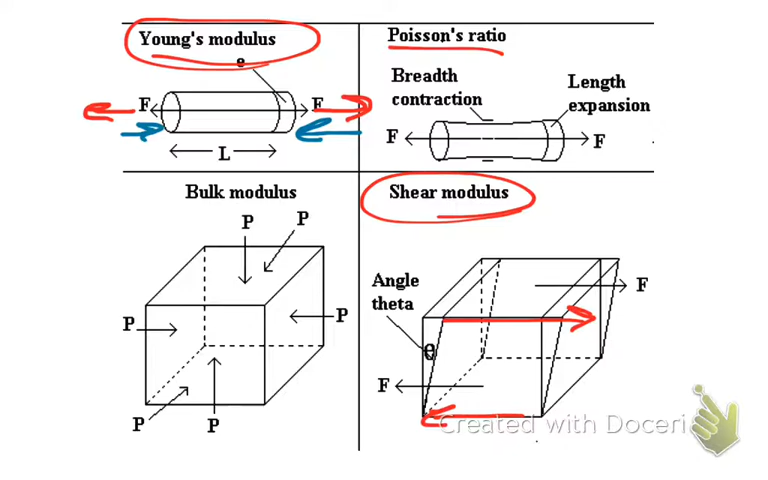 Young's modulus
e
F
F
L
Poisson's ratio
Breadth
contraction
Length
expansion
F
F
Bulk modulus
P
P
P
P
P
P
Shear modulus
Angle
theta
F
θ
F
Created with Doceri